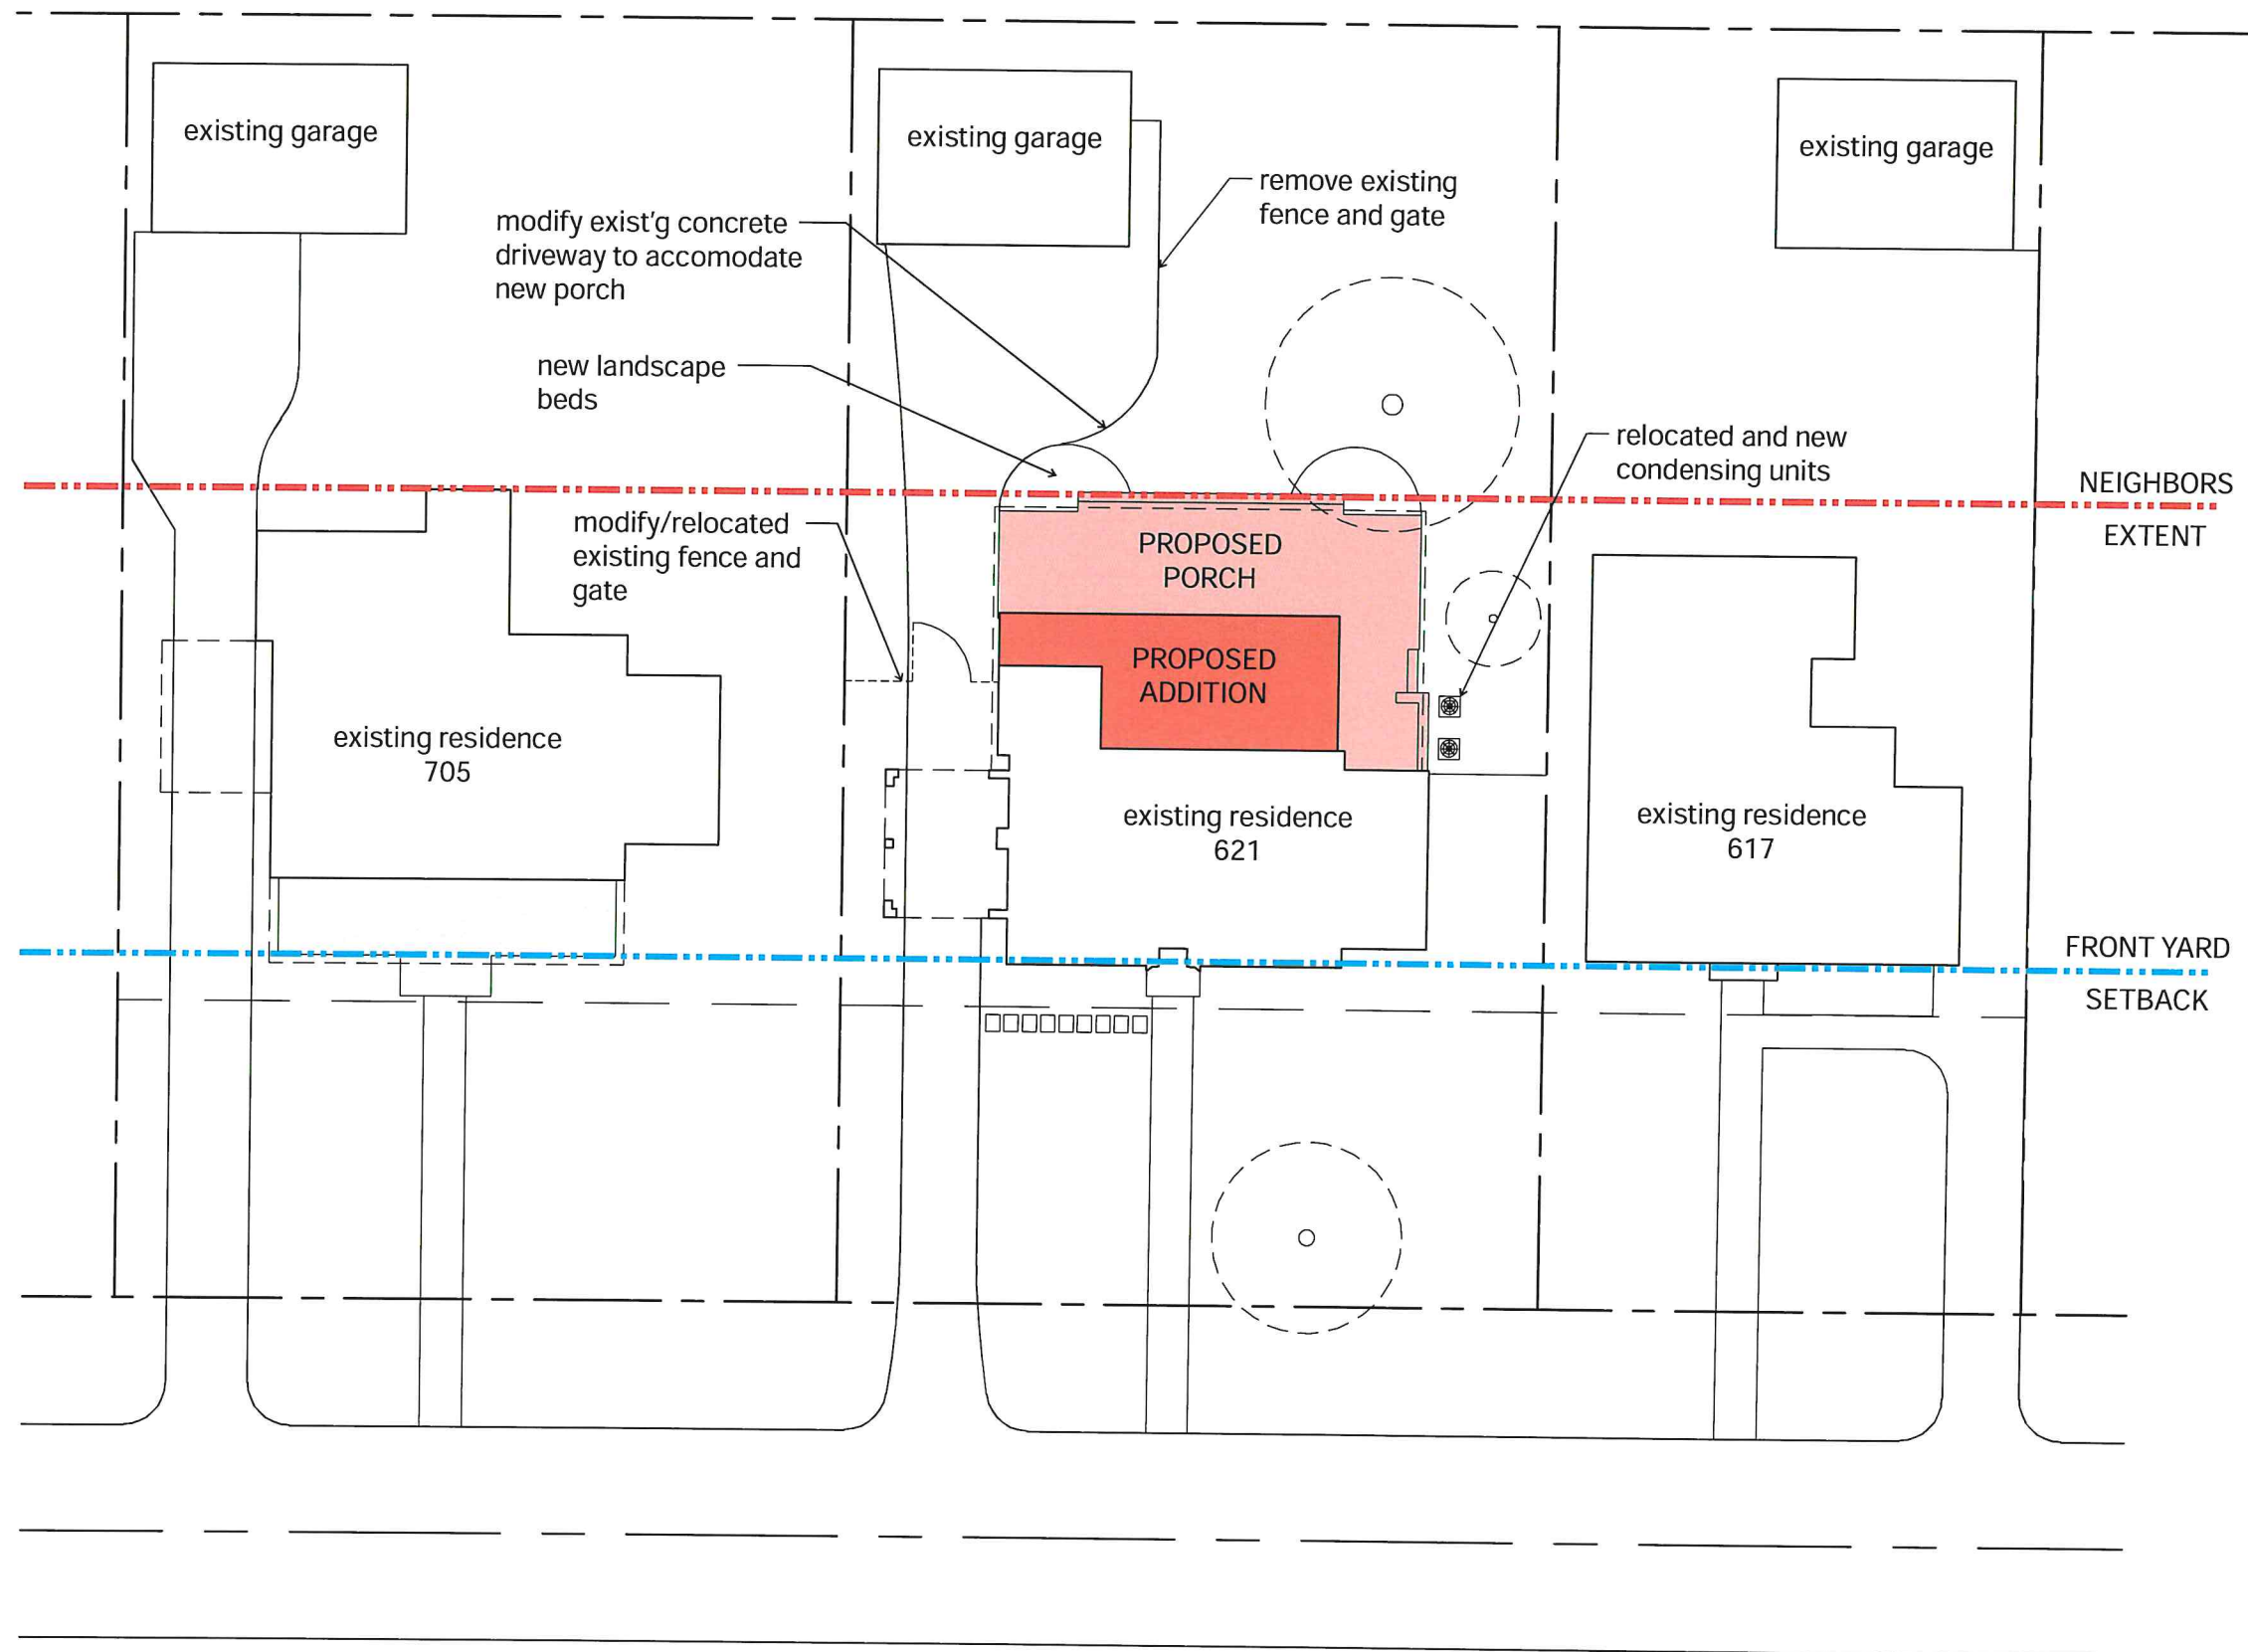 existing garage
existing garage
existing garage
remove existing
fence and gate
modify exist'g concrete
driveway to accomodate
new porch
new landscape
beds
relocated and new
condensing units
NEIGHBORS
EXTENT
modify/relocated
existing fence and
gate
PROPOSED
PORCH
PROPOSED
ADDITION
existing residence
705
existing residence
621
existing residence
617
FRONT YARD
SETBACK